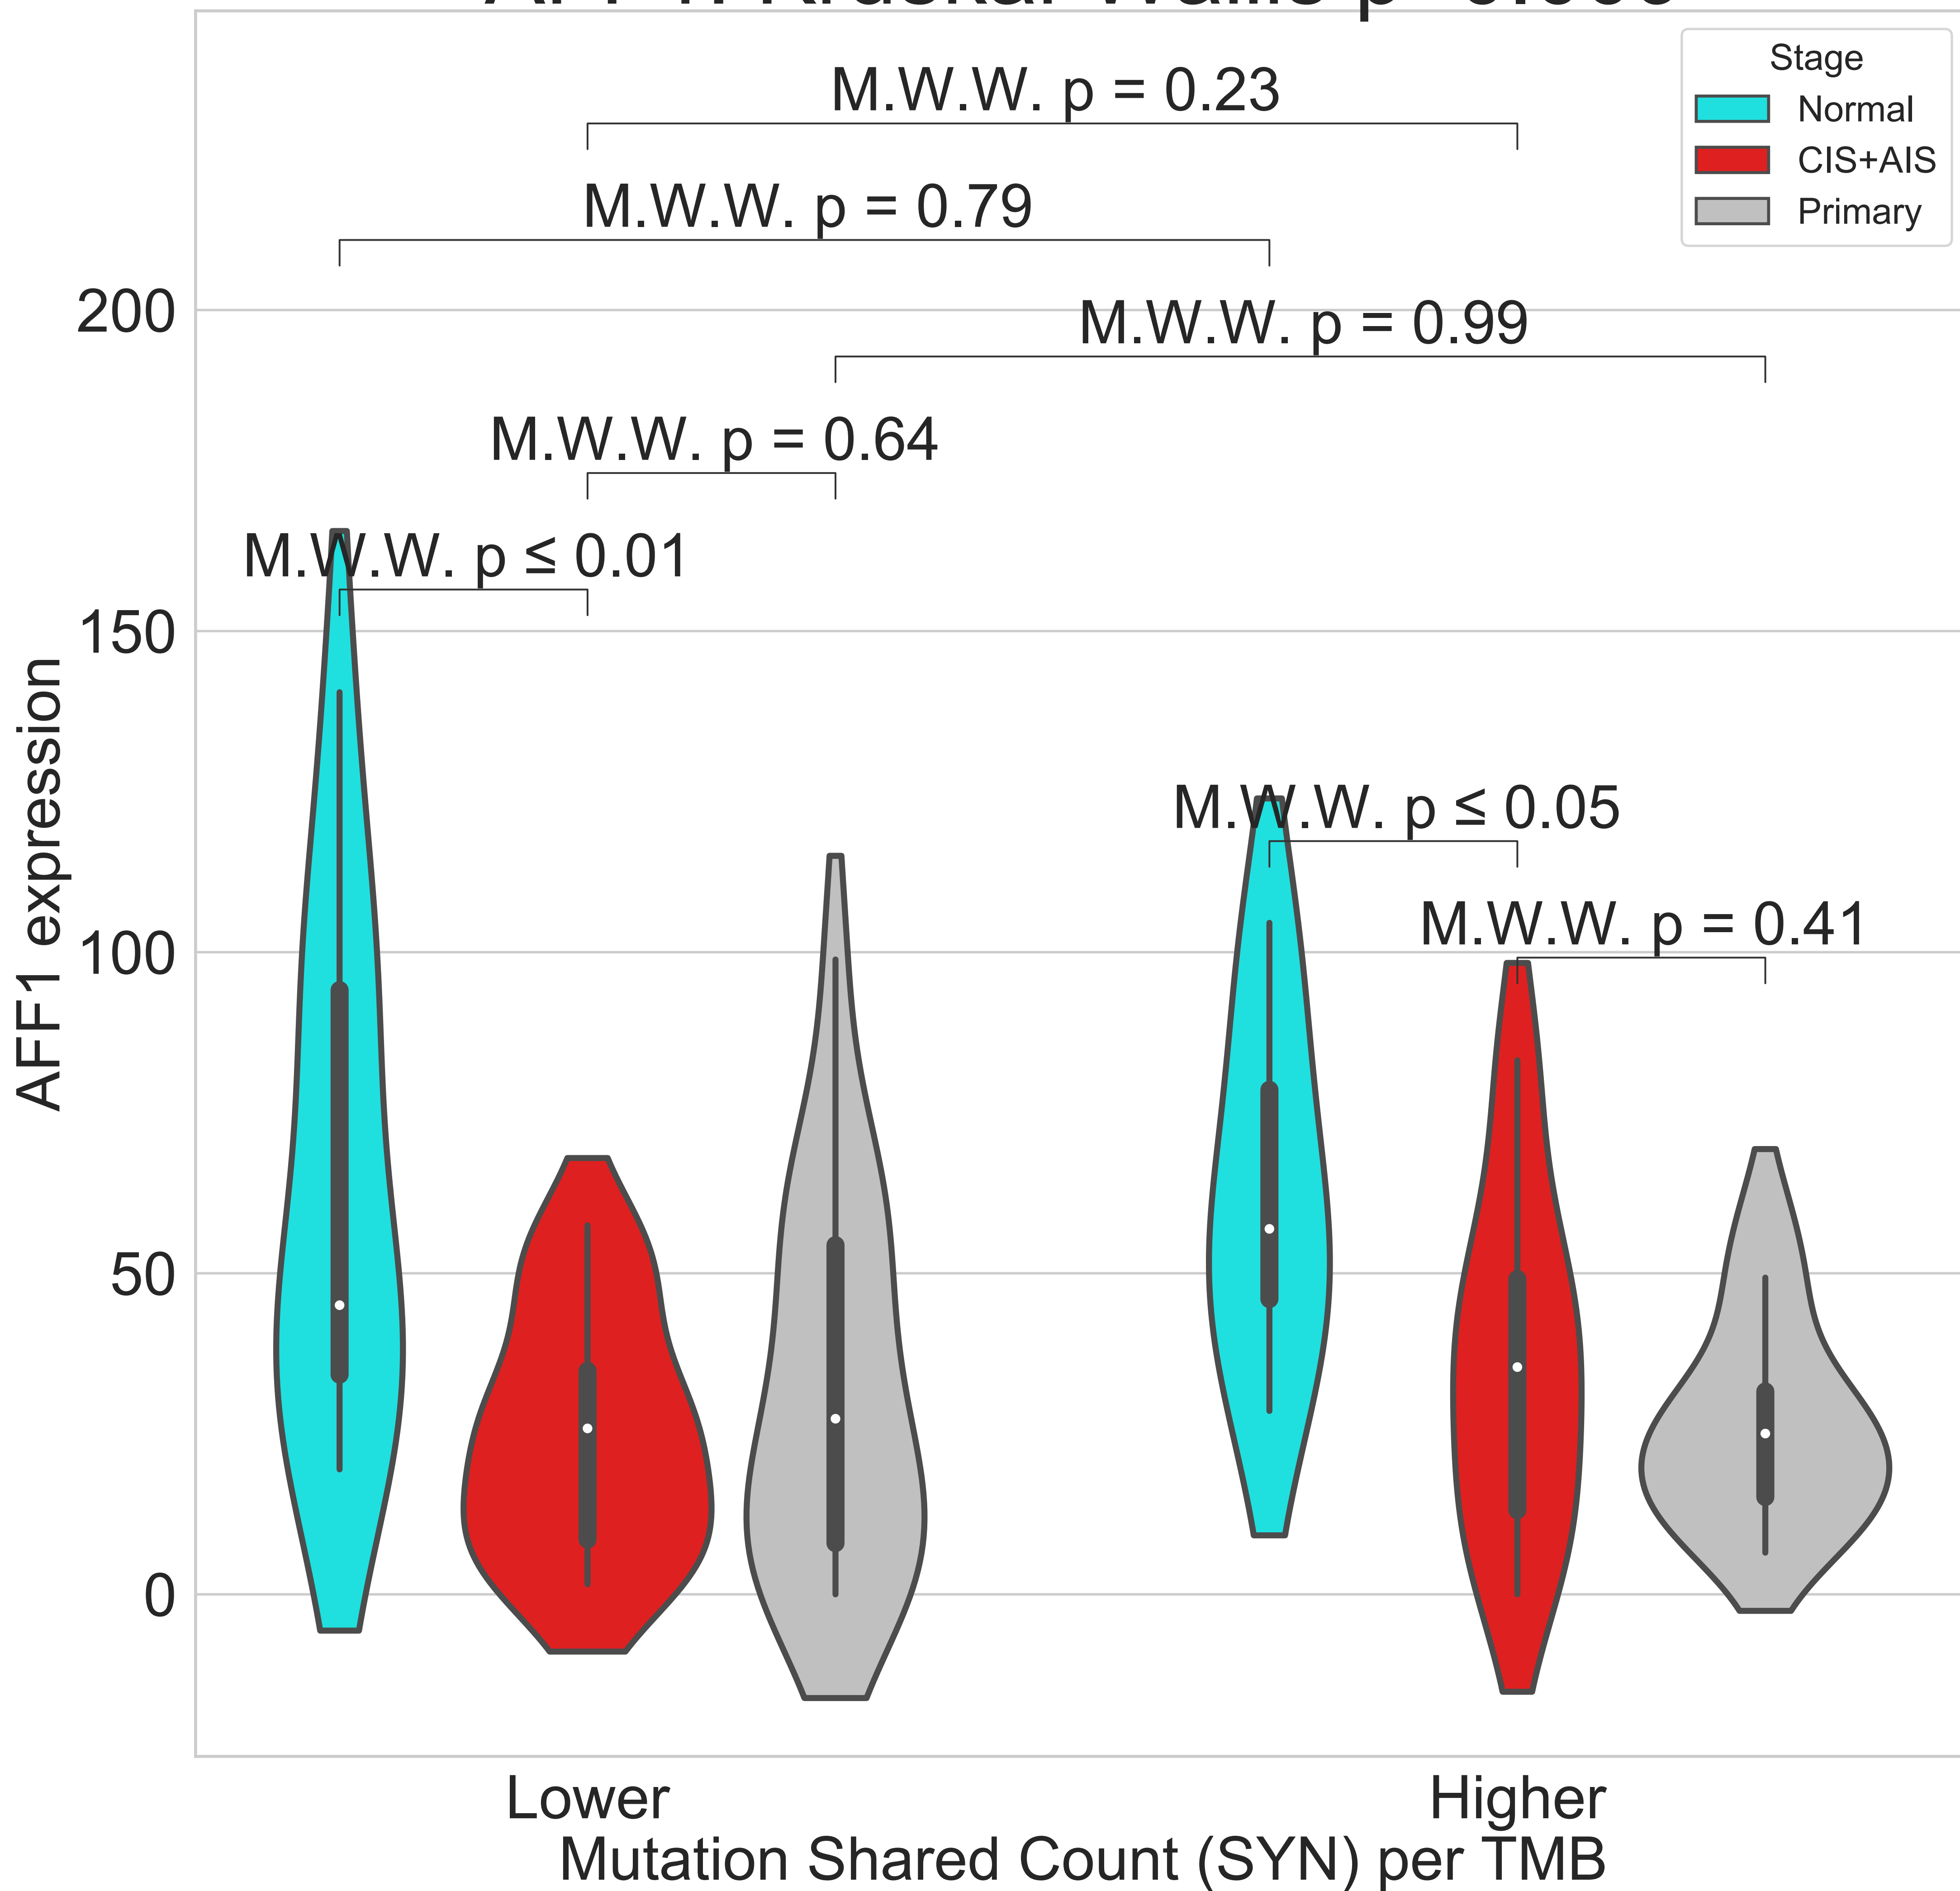 Stage
Normal
CIS+AIS
Primary
M.W.W. p = 0.23
M.W.W. p = 0.79
M.W.W. p = 0.99
M.W.W. p = 0.64
M.W.W. p ≤ 0.01
M.W.W. p ≤ 0.05
M.W.W. p = 0.41
200
150
100
50
0
AFF1 expression
Lower
Higher
Mutation Shared Count (SYN) per TMB